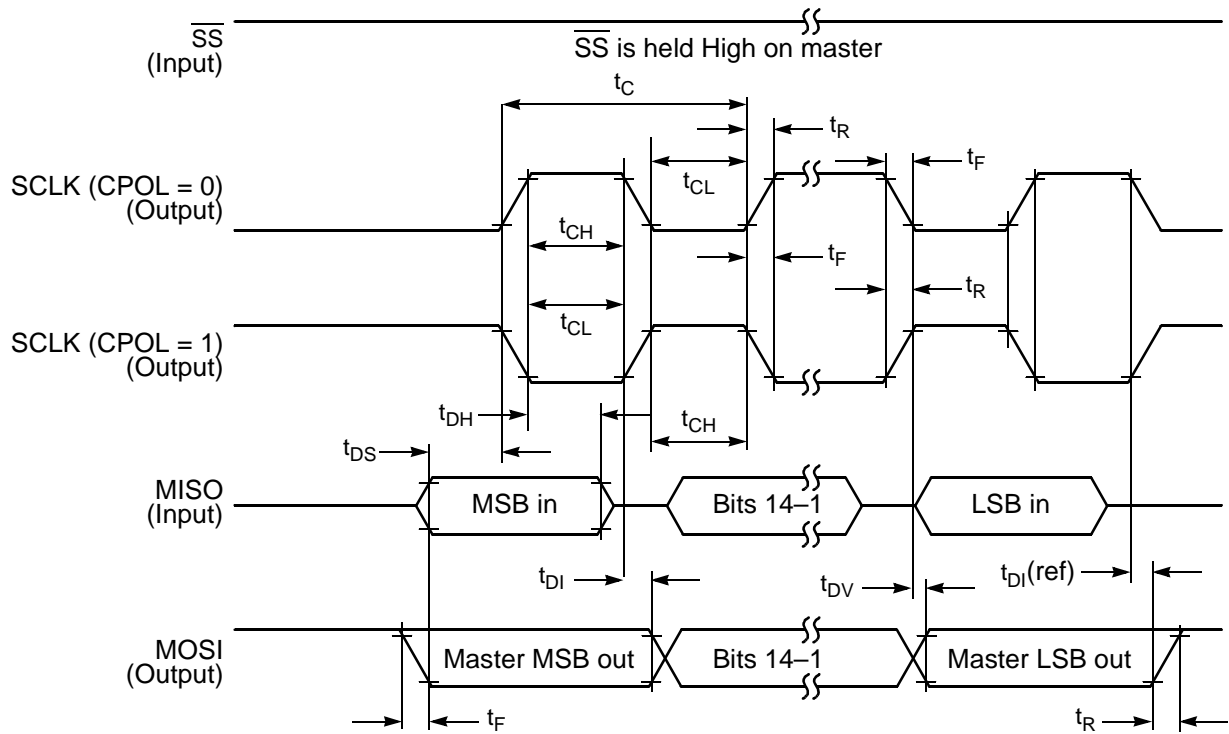 SS
(Input)
SS is held High on master
tC
tR
tF
SCLK (CPOL = 0)
(Output)
tCL
tCH
tF
tR
tCL
SCLK (CPOL = 1)
(Output)
tDH
tCH
tDS
MISO
(Input)
MSB in
Bits 14–1
LSB in
tDI
tDV
tDI(ref)
MOSI
(Output)
Master MSB out
Bits 14–1
Master LSB out
tF
tR